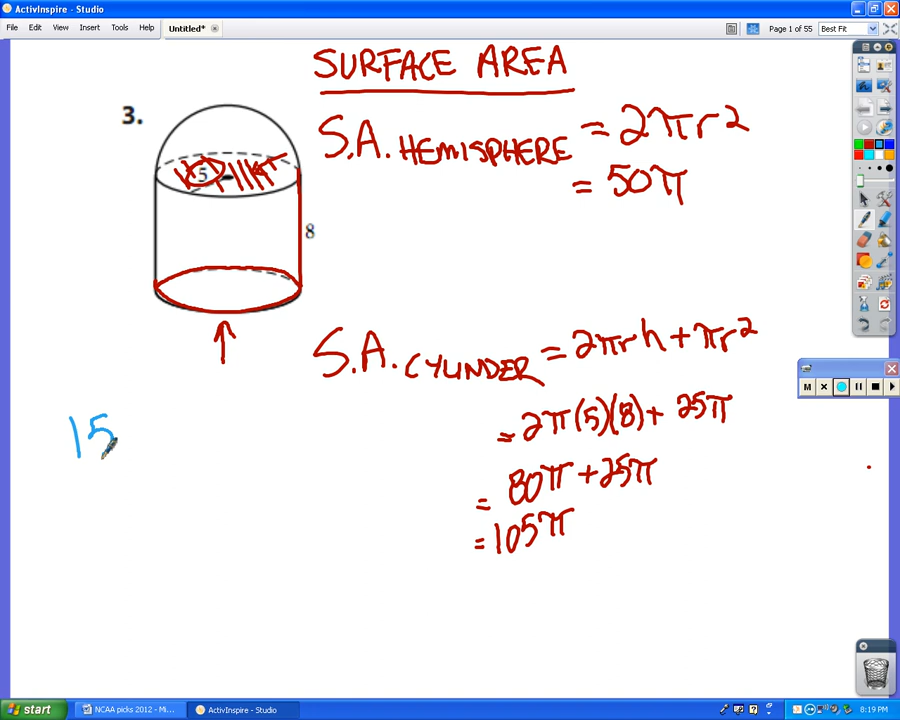 ActivInspire - Studio
File Edit View Insert Tools Help Untitled* Page 1 of 55 Best Fit
SURFACE AREA
3.
S.A. HEMISPHERE = 2πr²
= 50π
5
8
S.A. CYLINDER = 2πrh + πr²
= 2π(5)(8) + 25π
= 80π + 25π
= 105π
15
M
start NCAA picks 2012 - Mi... ActivInspire - Studio 8:19 PM